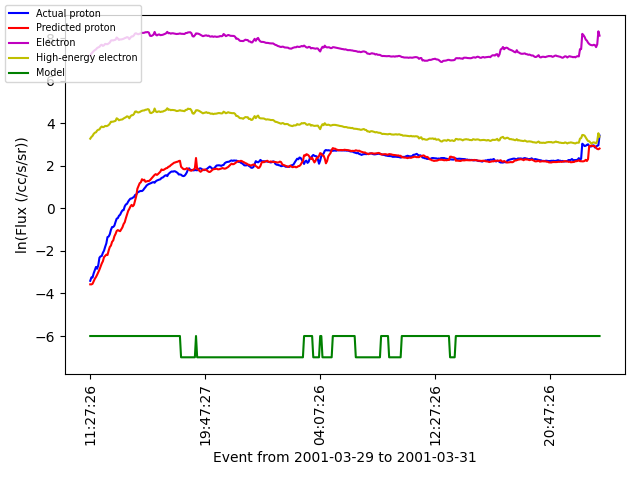 Actual proton
Predicted proton
Electron
High-energy electron
Model
6
4
2
0
−2
−4
−6
ln(Flux (/cc/s/sr))
11:27:26
19:47:27
04:07:26
12:27:26
20:47:26
Event from 2001-03-29 to 2001-03-31